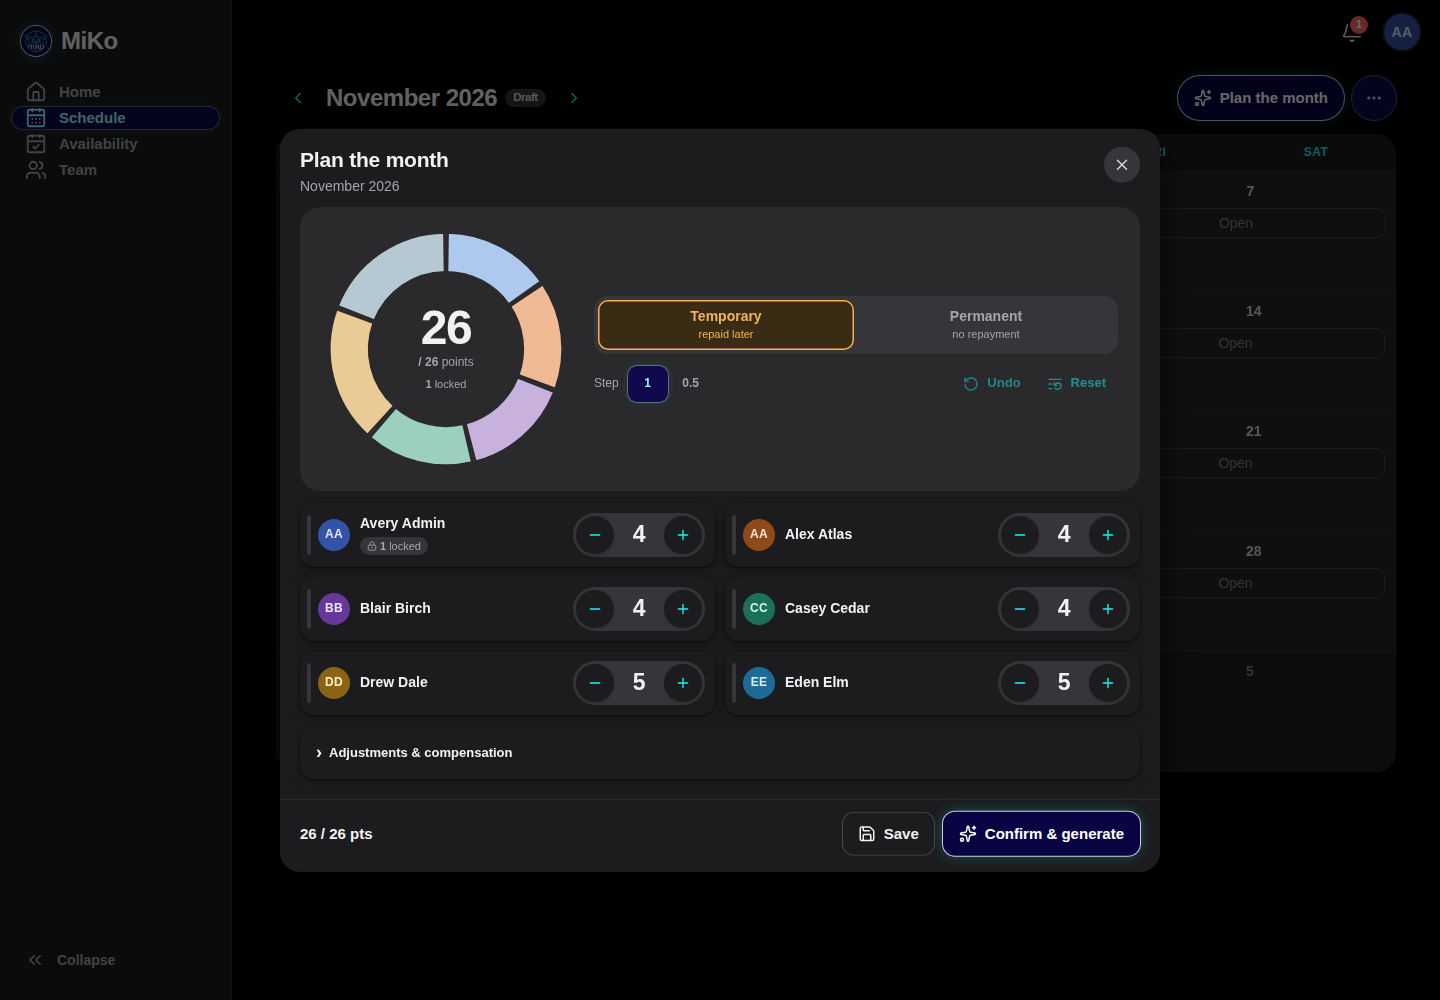 MiKo
Home
Schedule
Availability
Team
Collapse
1
AA
November 2026
Draft
Plan the month
SAT
7
Open
14
Open
21
Open
28
Open
5
Plan the month
November 2026
26
/ 26 points
1 locked
Temporary
repaid later
Permanent
no repayment
Step
1
0.5
Undo
Reset
AA
Avery Admin
1 locked
4
AA
Alex Atlas
4
BB
Blair Birch
4
CC
Casey Cedar
4
DD
Drew Dale
5
EE
Eden Elm
5
Adjustments & compensation
26 / 26 pts
Save
Confirm & generate